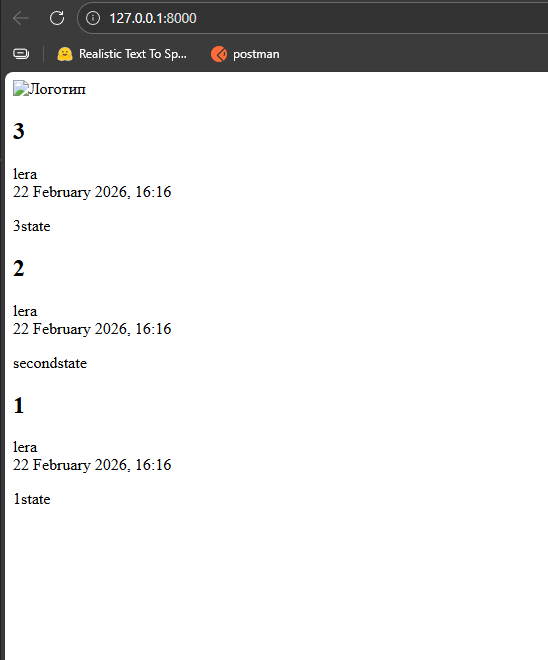 127.0.0.1:8000
Realistic Text To Sp... postman
Логотип
3
lera
22 February 2026, 16:16
3state
2
lera
22 February 2026, 16:16
secondstate
1
lera
22 February 2026, 16:16
1state